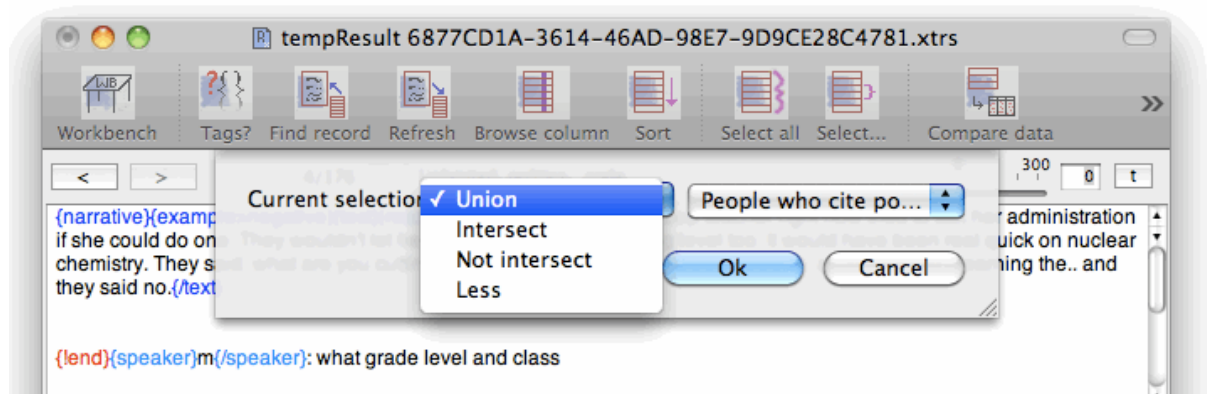 tempResult 6877CD1A-3614-46AD-98E7-9D9CE28C4781.xtrs
WB
?{}
Workbench Tags? Find record Refresh Browse column Sort Select all Select... Compare data »
< > 300 0 t
Current selection ✓ Union People who cite po...
Intersect
Not intersect
Less
Ok Cancel
{narrative}{examp administration
if she could do on uick on nuclear
chemistry. They s ning the.. and
they said no.{/text
{!end}{speaker}m{/speaker}: what grade level and class